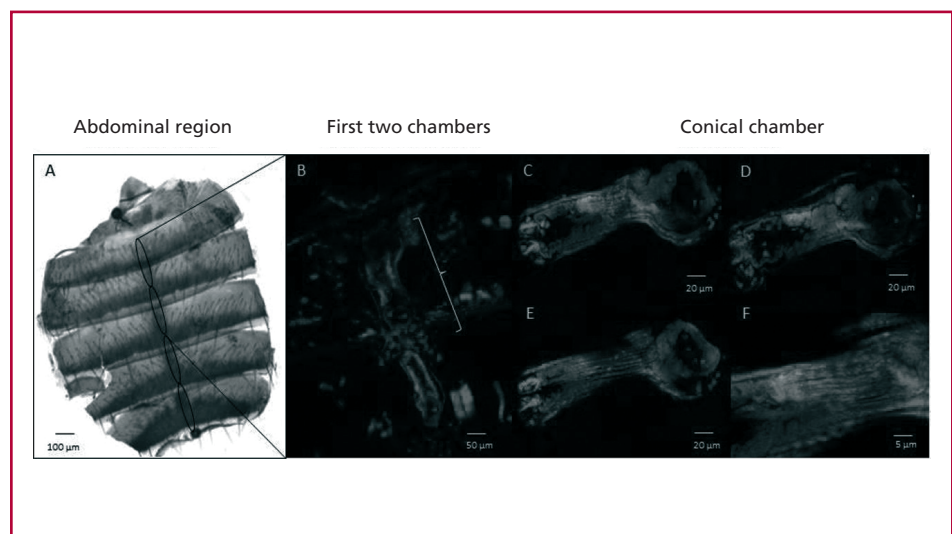 Abdominal region
First two chambers
Conical chamber
A
B
C
D
20 µm
20 µm
E
F
100 µm
50 µm
20 µm
5 µm